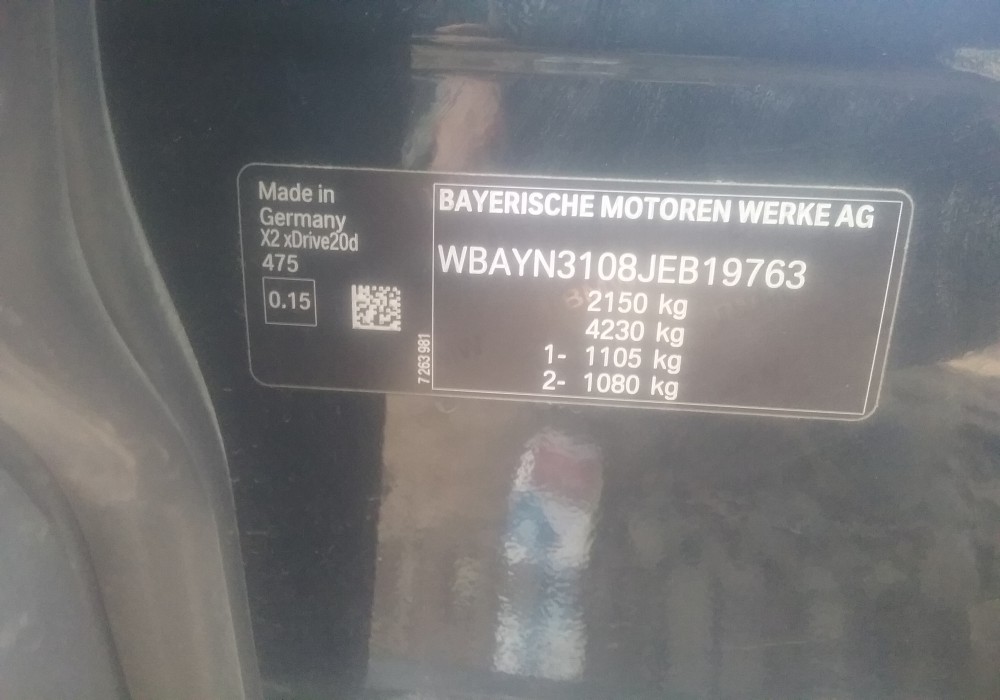 Made in
Germany
X2 xDrive20d
475
0.15
7 263 981
BAYERISCHE MOTOREN WERKE AG
WBAYN3108JEB19763
2150 kg
4230 kg
1- 1105 kg
2- 1080 kg